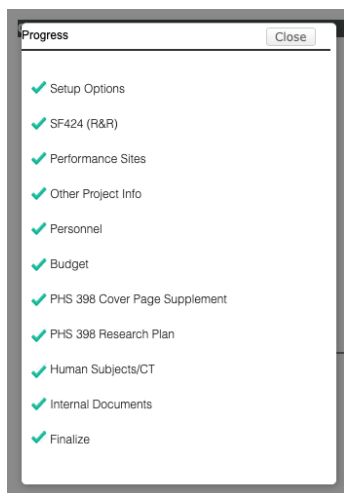 Progress
Close
Setup Options
SF424 (R&R)
Performance Sites
Other Project Info
Personnel
Budget
PHS 398 Cover Page Supplement
PHS 398 Research Plan
Human Subjects/CT
Internal Documents
Finalize